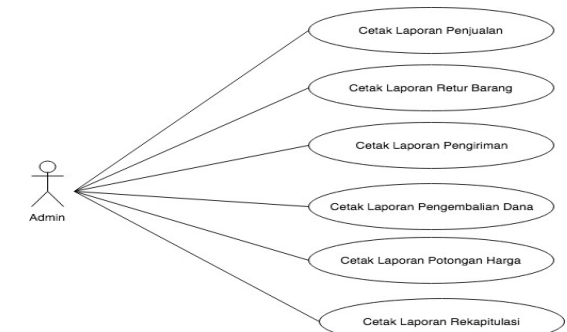 Cetak Laporan Penjualan
Cetak Laporan Retur Barang
Cetak Laporan Pengiriman
Admin
Cetak Laporan Pengembalian Dana
Cetak Laporan Potongan Harga
Cetak Laporan Rekapitulasi